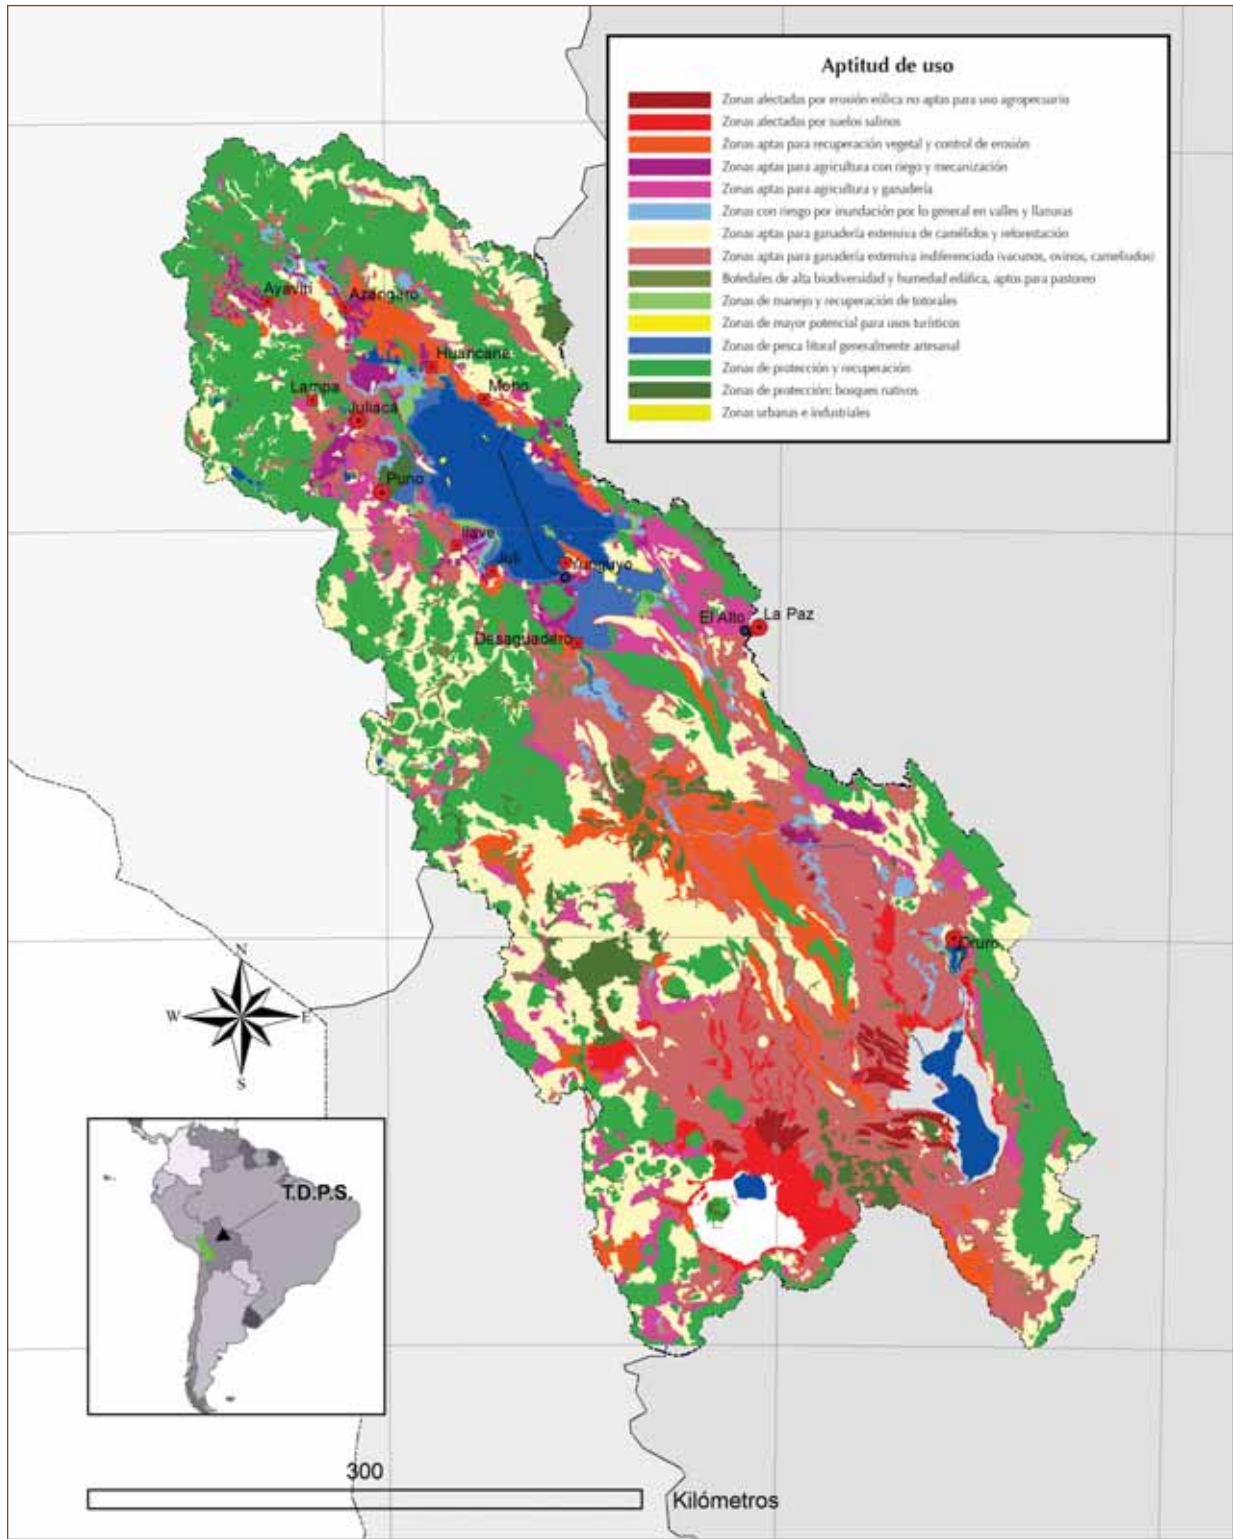 Aptitud de uso
Zonas afectadas por erosión eólica no aptas para uso agropecuario
Zonas afectadas por suelos salinos
Zonas aptas para recuperación vegetal y control de erosión
Zonas aptas para agricultura con riego y mecanización
Zonas aptas para agricultura y ganadería
Zonas con riesgo por inundación por lo general en valles y llanuras
Zonas aptas para ganadería extensiva de camélidos y reforestación
Zonas aptas para ganadería extensiva indiferenciada (vacunos, ovinos, cameliudos)
Bofedales de alta biodiversidad y humedad edáfica, aptos para pastoreo
Zonas de manejo y recuperación de totorales
Zonas de mayor potencial para usos turísticos
Zonas de pesca litoral generalmente artesanal
Zonas de protección y recuperación
Zonas de protección: bosques nativos
Zonas urbanas e industriales
Ayaviri
Azangaro
Huancane
Lampa
Moho
Juliaca
Puno
Ilave
Juli
Yunguyo
El Alto
La Paz
Desaguadero
Oruro
N
W
E
S
T.D.P.S.
300
Kilómetros